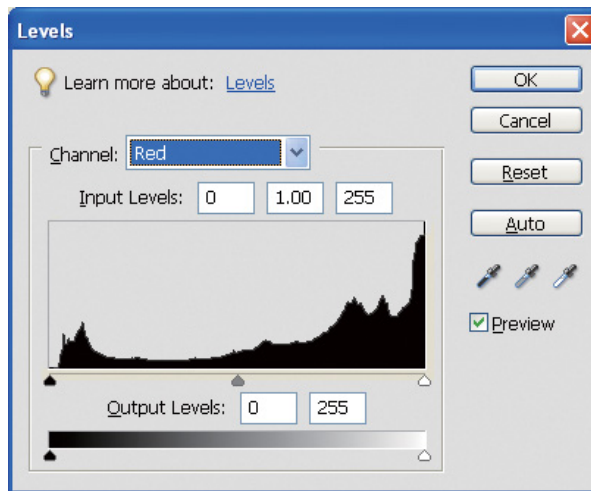 Levels
Learn more about: Levels
OK
Cancel
Channel: Red
Reset
Input Levels: 0 1.00 255
Auto
Preview
Output Levels: 0 255